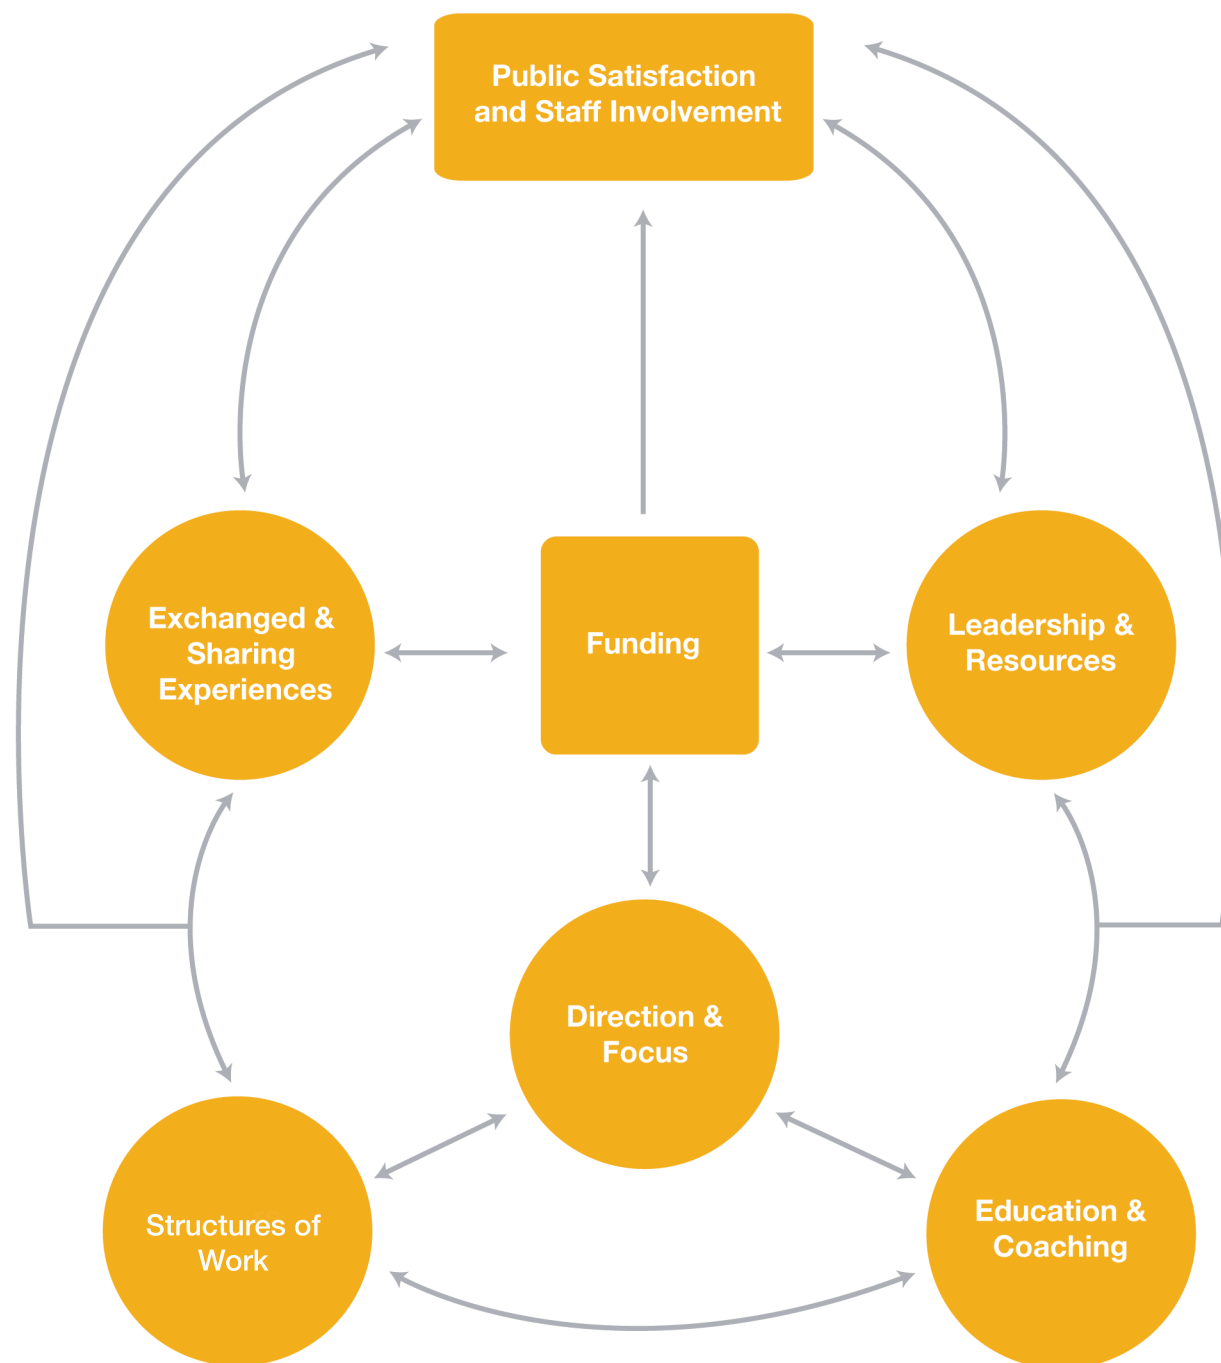 Public Satisfaction
and Staff Involvement
Exchanged &
Sharing
Experiences
Funding
Leadership &
Resources
Direction &
Focus
Structures of
Work
Education &
Coaching